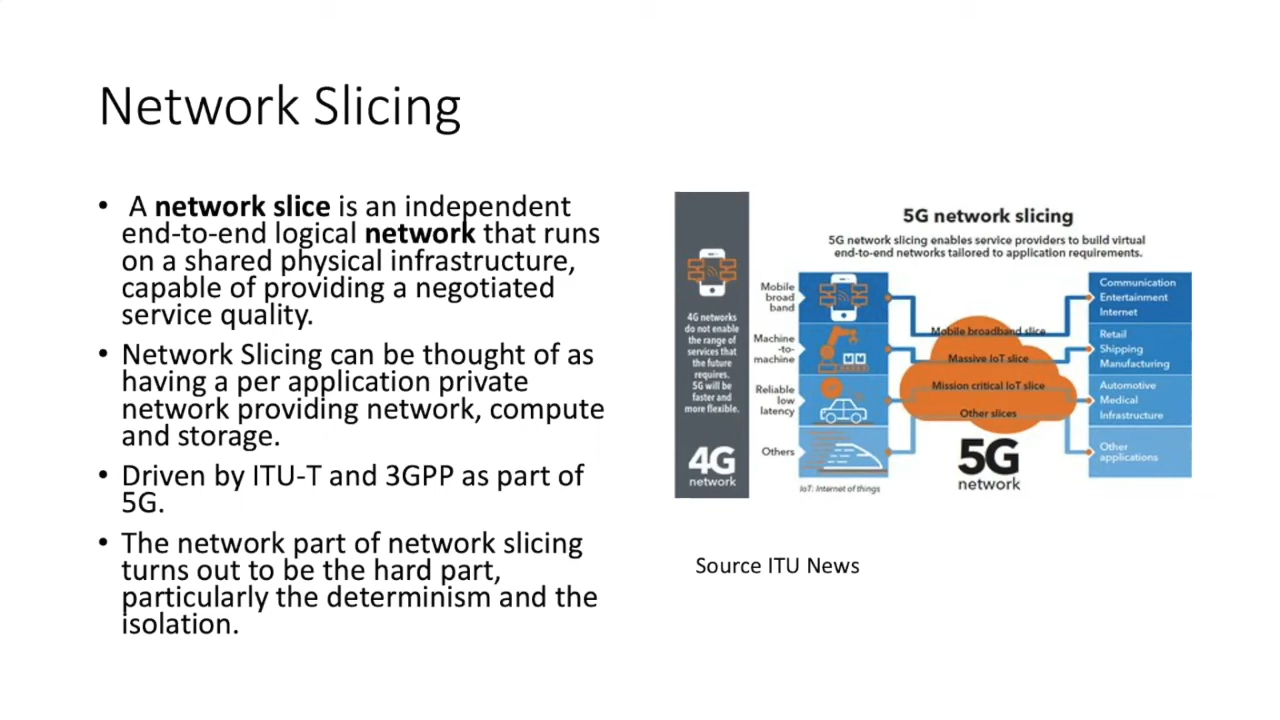 Network Slicing
• A network slice is an independent
end-to-end logical network that runs
on a shared physical infrastructure,
capable of providing a negotiated
service quality.
• Network Slicing can be thought of as
having a per application private
network providing network, compute
and storage.
• Driven by ITU-T and 3GPP as part of
5G.
• The network part of network slicing
turns out to be the hard part,
particularly the determinism and the
isolation.
4G networks
do not enable
the range of
services that
the future
requires.
5G will be
faster and
more flexible.
4G
network
5G network slicing
5G network slicing enables service providers to build virtual
end-to-end networks tailored to application requirements.
Mobile
broad
band
Machine
-to-
machine
Reliable
low
latency
Others
IoT: Internet of things
Mobile broadband slice
Massive IoT slice
Mission critical IoT slice
Other slices
5G
network
Communication
Entertainment
Internet
Retail
Shipping
Manufacturing
Automotive
Medical
Infrastructure
Other
applications
Source ITU News